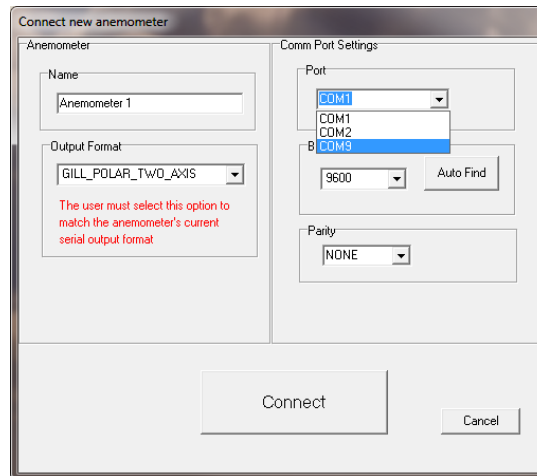 Connect new anemometer
Anemometer
Name
Anemometer 1
Output Format
GILL_POLAR_TWO_AXIS
The user must select this option to
match the anemometer's current
serial output format
Comm Port Settings
Port
COM1
COM1
COM2
COM9
B
9600
Auto Find
Parity
NONE
Connect
Cancel